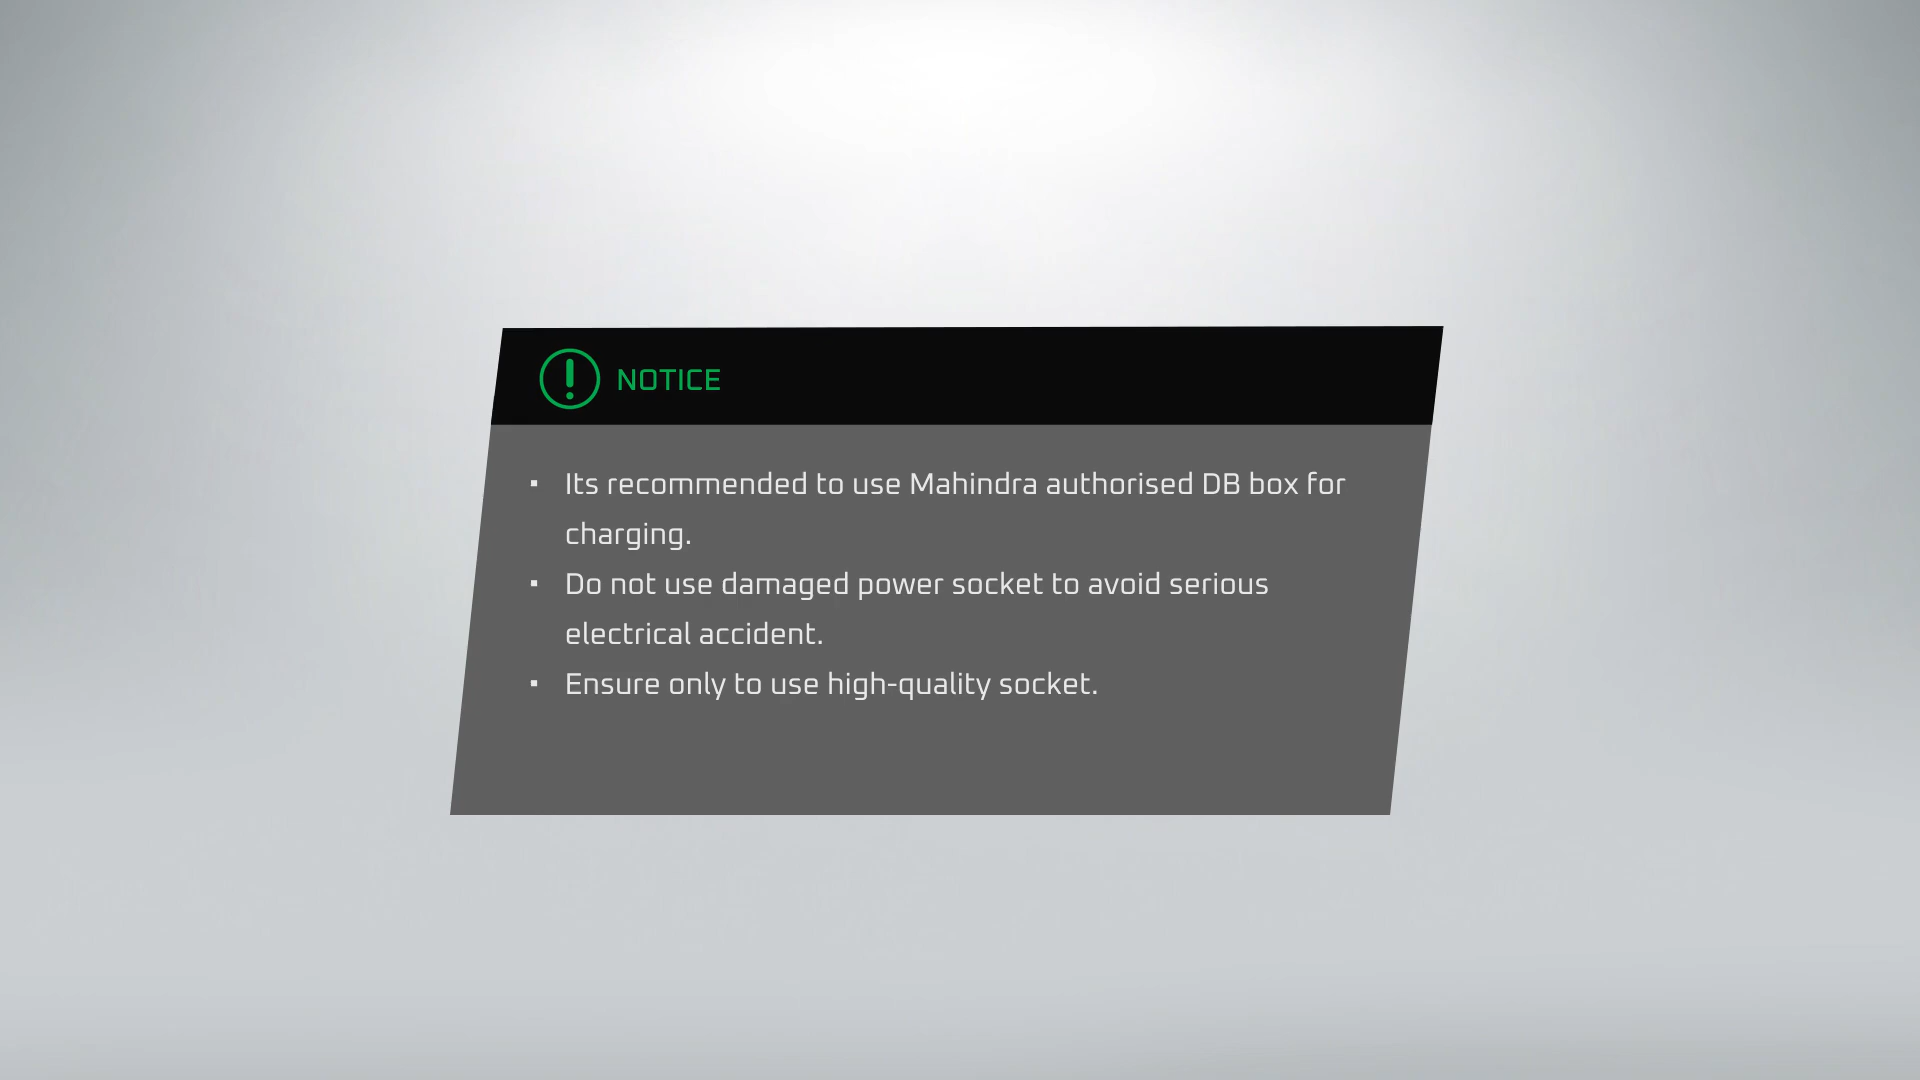 NOTICE
▪ Its recommended to use Mahindra authorised DB box for
charging.
▪ Do not use damaged power socket to avoid serious
electrical accident.
▪ Ensure only to use high-quality socket.